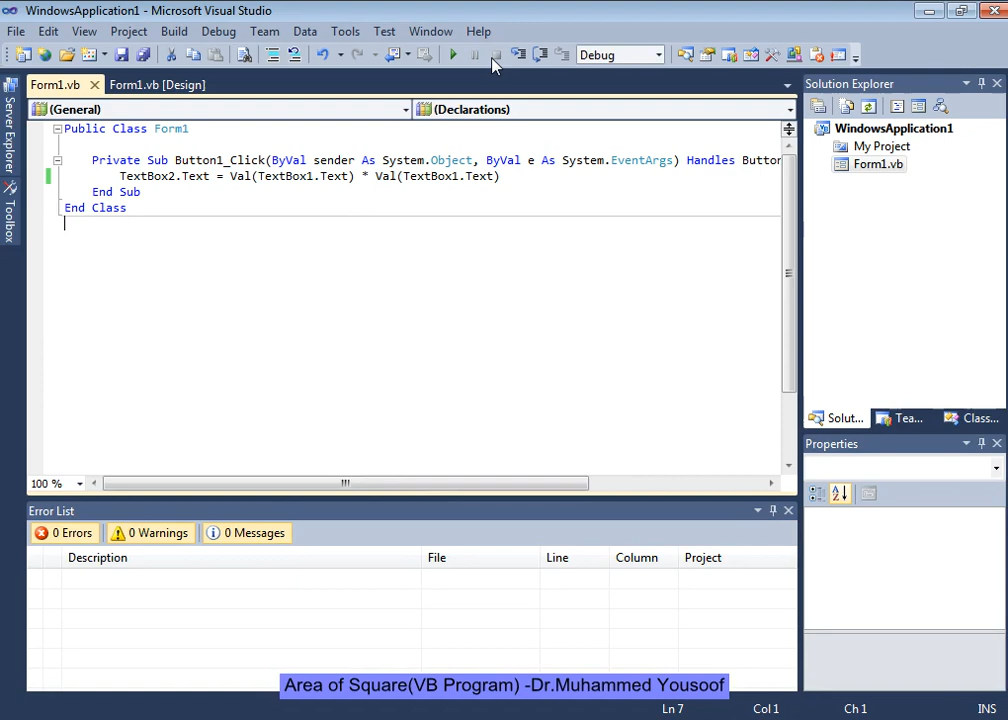 WindowsApplication1 - Microsoft Visual Studio
File Edit View Project Build Debug Team Data Tools Test Window Help
Debug
Form1.vb Form1.vb [Design]
(General) (Declarations)
Public Class Form1
Private Sub Button1_Click(ByVal sender As System.Object, ByVal e As System.EventArgs) Handles Button
TextBox2.Text = Val(TextBox1.Text) * Val(TextBox1.Text)
End Sub
End Class
100 %
Server Explorer
Toolbox
Solution Explorer
WindowsApplication1
My Project
Form1.vb
Solut... Tea... Class...
Properties
Error List
0 Errors 0 Warnings 0 Messages
Description File Line Column Project
Area of Square(VB Program) -Dr.Muhammed Yousoof
Ln 7 Col 1 Ch 1 INS